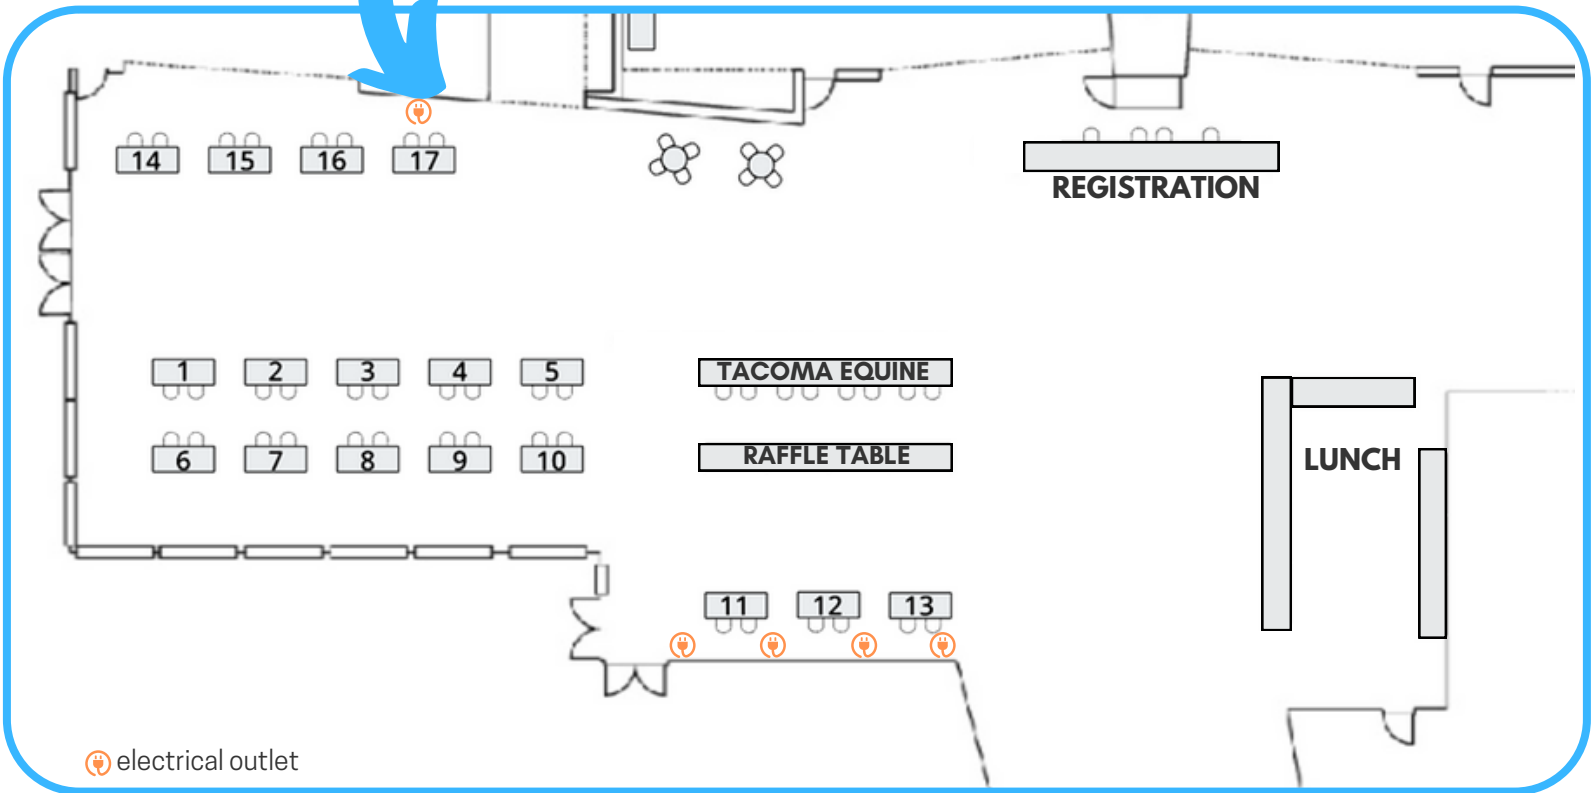 14 15 16 17
REGISTRATION
1 2 3 4 5
TACOMA EQUINE
6 7 8 9 10
RAFFLE TABLE
LUNCH
11 12 13
electrical outlet